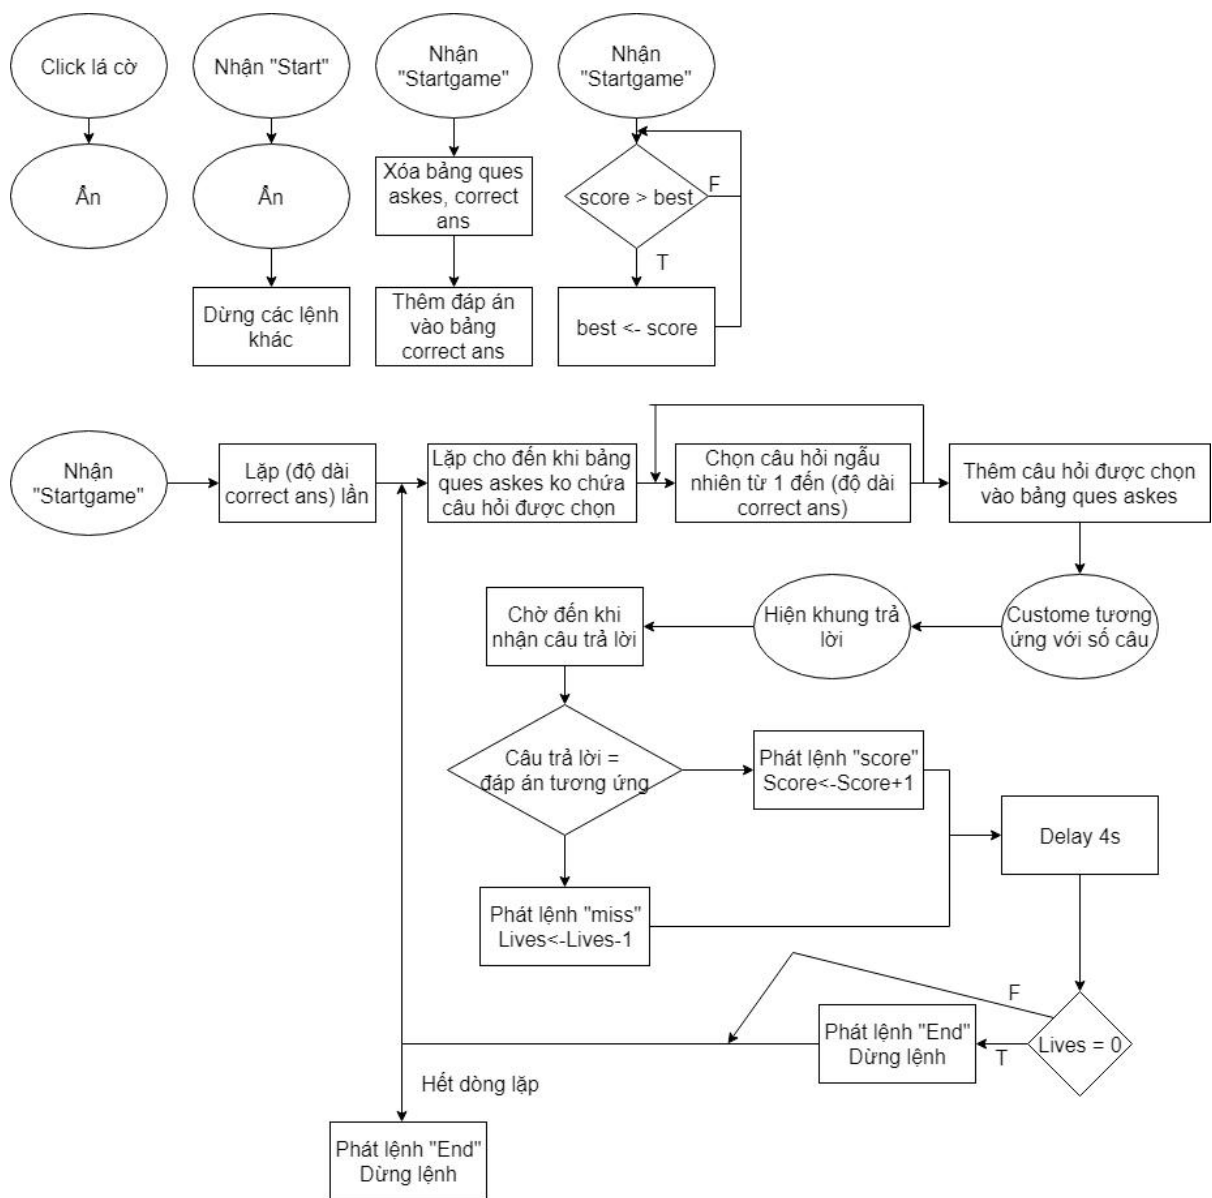 Click lá cờ
Ẩn
Nhận "Start"
Ẩn
Dừng các lệnh
khác
Nhận
"Startgame"
Xóa bảng ques
askes, correct
ans
Thêm đáp án
vào bảng
correct ans
Nhận
"Startgame"
score > best
F
T
best <- score
Nhận
"Startgame"
Lặp (độ dài
correct ans) lần
Lặp cho đến khi bảng
ques askes ko chứa
câu hỏi được chọn
Chọn câu hỏi ngẫu
nhiên từ 1 đến (độ dài
correct ans)
Thêm câu hỏi được chọn
vào bảng ques askes
Custome tương
ứng với số câu
Hiện khung trả
lời
Chờ đến khi
nhận câu trả lời
Câu trả lời =
đáp án tương ứng
Phát lệnh "score"
Score<-Score+1
Phát lệnh "miss"
Lives<-Lives-1
Delay 4s
Lives = 0
F
T
Phát lệnh "End"
Dừng lệnh
Hết dòng lặp
Phát lệnh "End"
Dừng lệnh